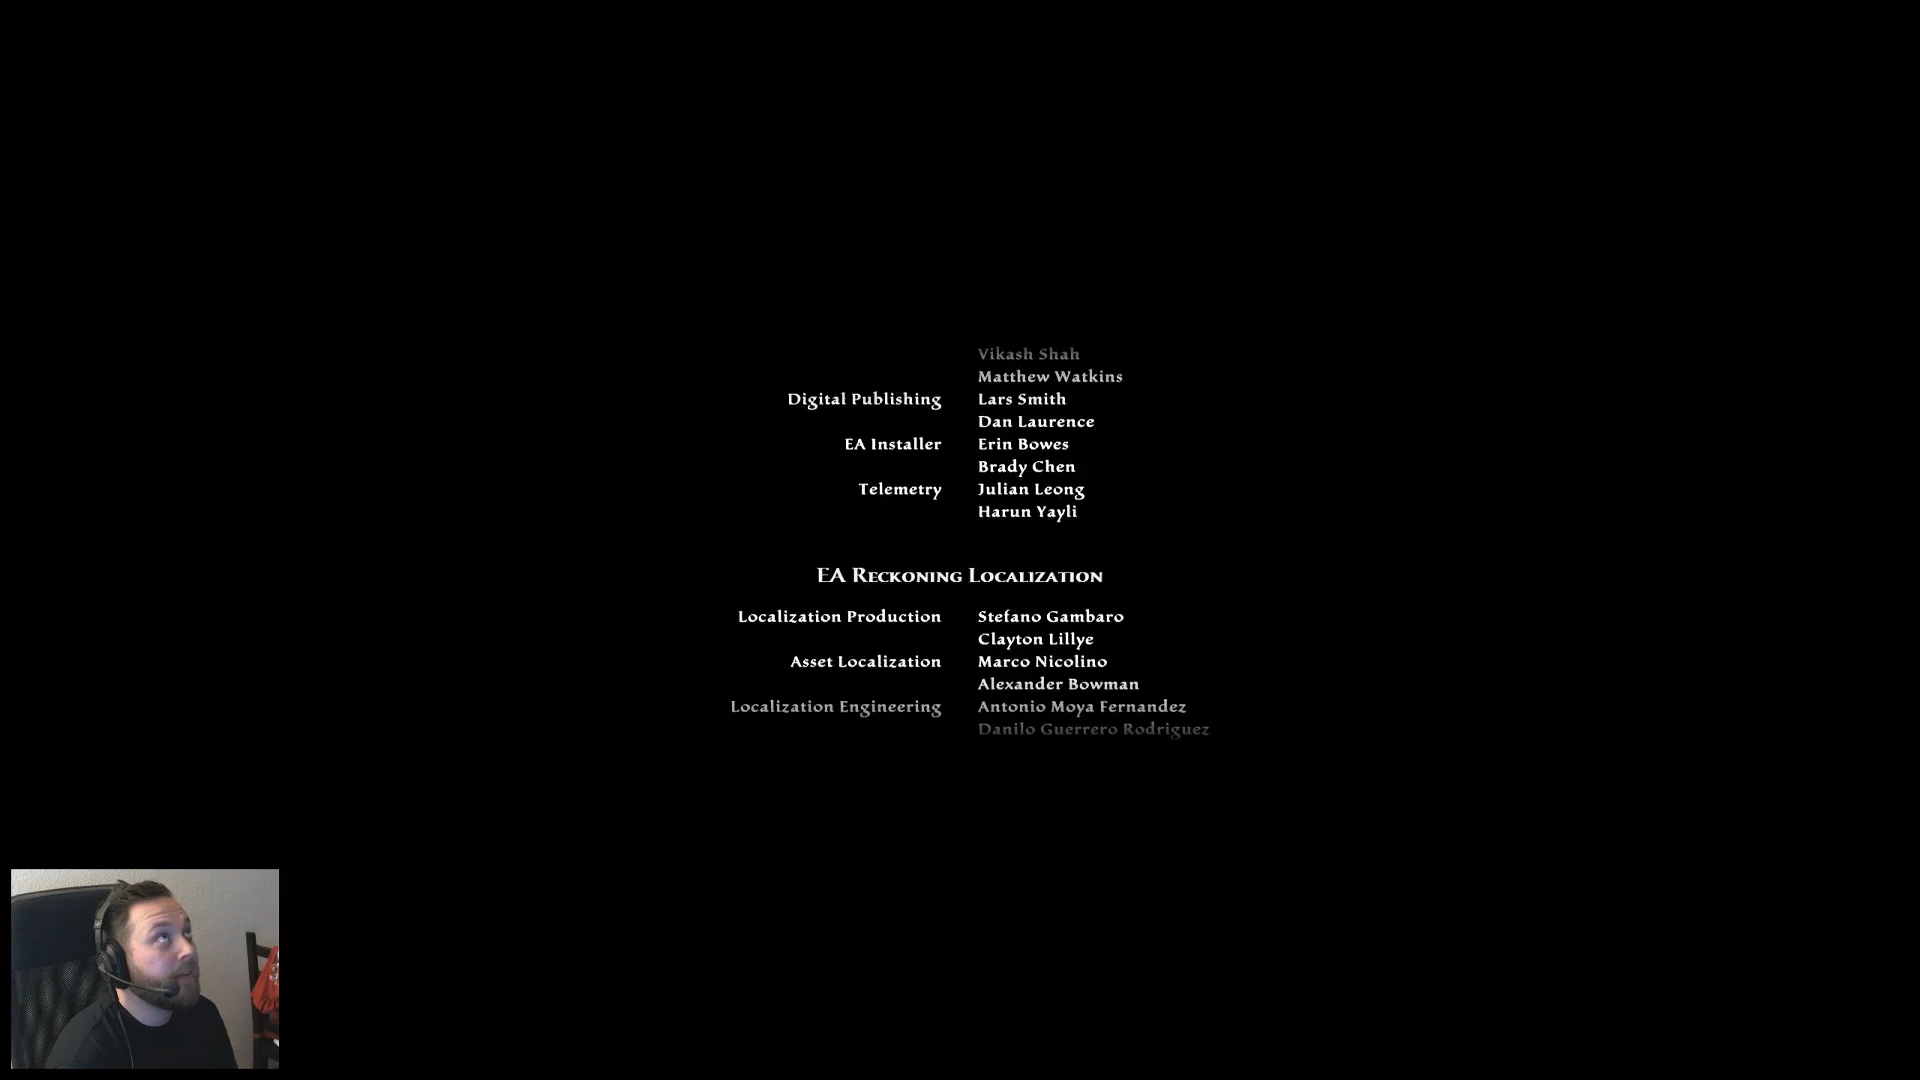 Vikash Shah
Matthew Watkins
Digital Publishing Lars Smith
Dan Laurence
EA Installer Erin Bowes
Brady Chen
Telemetry Julian Leong
Harun Yayli
EA Reckoning Localization
Localization Production Stefano Gambaro
Clayton Lillye
Asset Localization Marco Nicolino
Alexander Bowman
Localization Engineering Antonio Moya Fernandez
Danilo Guerrero Rodriguez